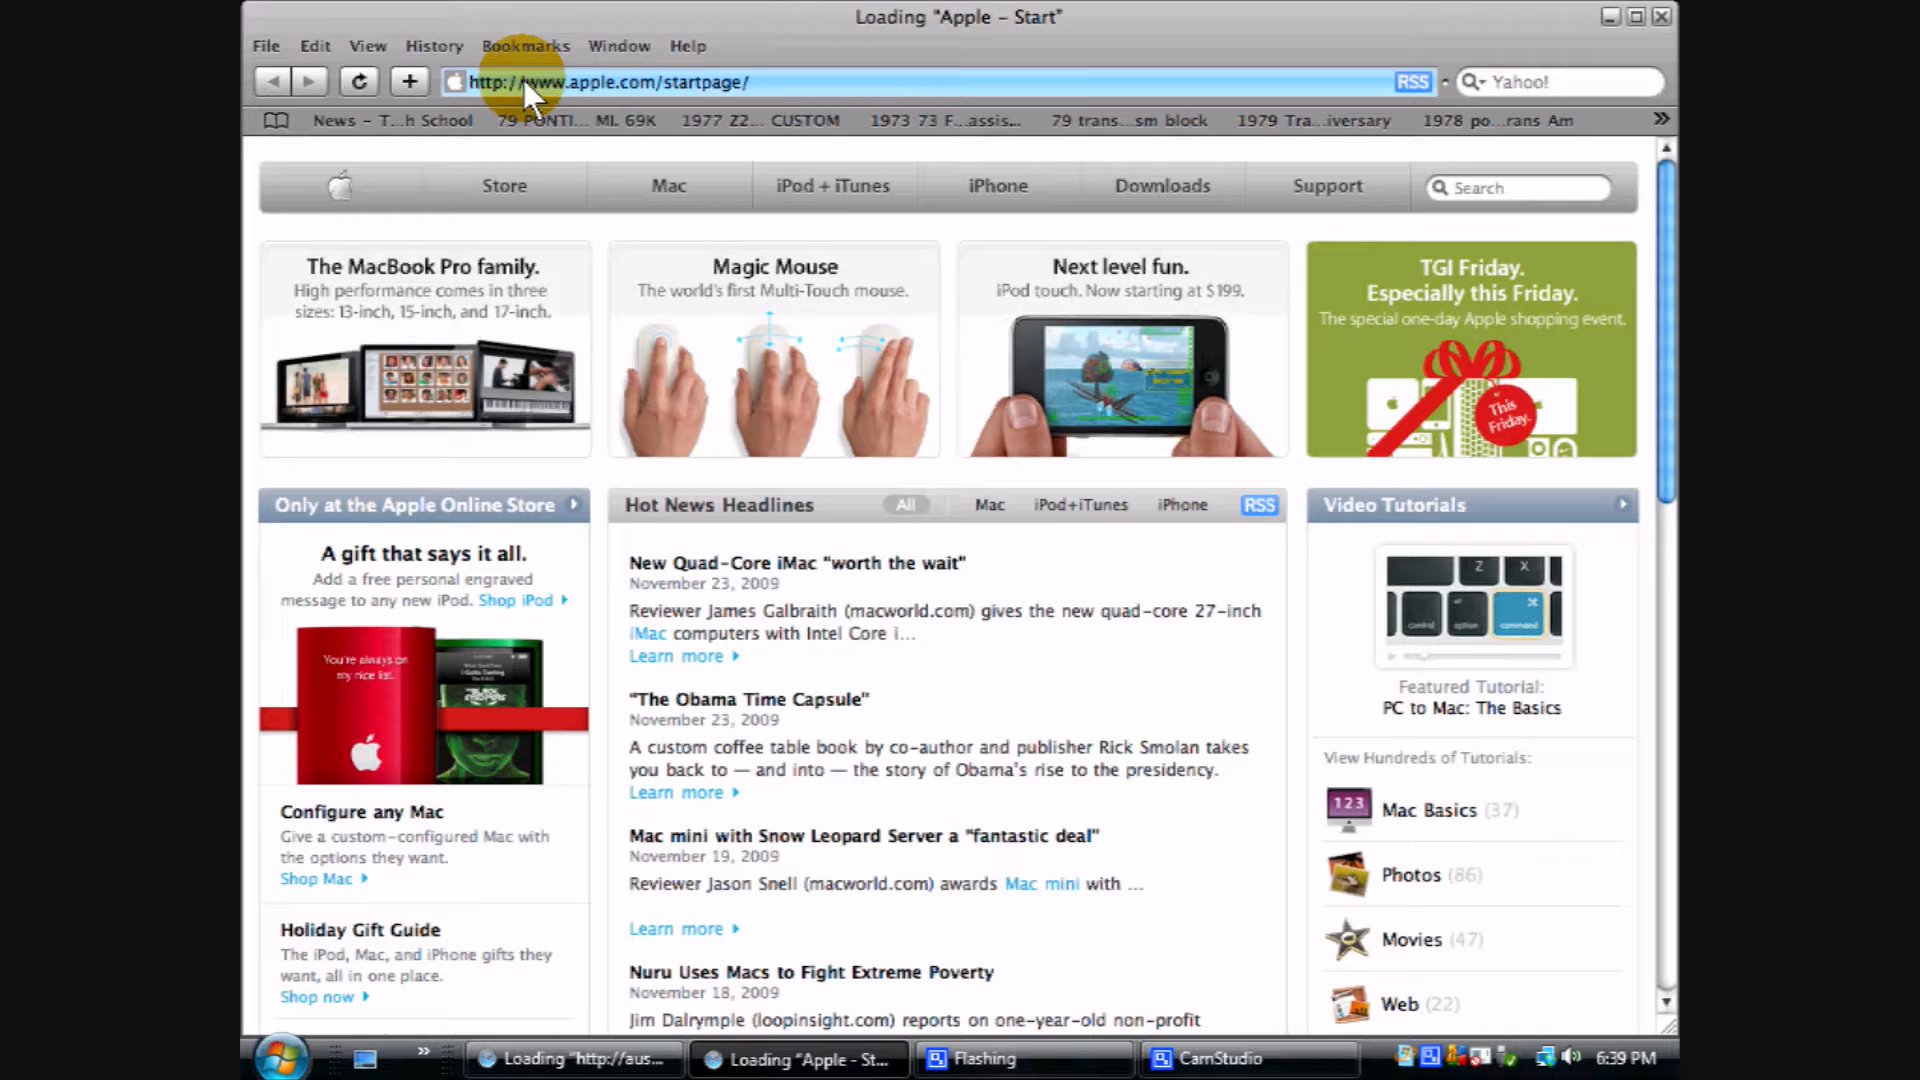 Loading "Apple - Start"
File Edit View History Bookmarks Window Help
http://www.apple.com/startpage/ RSS Yahoo!
News - T...h School 79 PONTI... MI. 69K 1977 Z2... CUSTOM 1973 73 F...assis... 79 trans...sm block 1979 Tra...iversary 1978 po...rans Am
Store Mac iPod + iTunes iPhone Downloads Support Search
The MacBook Pro family.
High performance comes in three
sizes: 13-inch, 15-inch, and 17-inch.
Magic Mouse
The world's first Multi-Touch mouse.
Next level fun.
iPod touch. Now starting at $199.
TGI Friday.
Especially this Friday.
The special one-day Apple shopping event.
This
Friday.
Only at the Apple Online Store
A gift that says it all.
Add a free personal engraved
message to any new iPod. Shop iPod
You're always on
my nice list.
Configure any Mac
Give a custom-configured Mac with
the options they want.
Shop Mac
Holiday Gift Guide
The iPod, Mac, and iPhone gifts they
want, all in one place.
Shop now
Hot News Headlines All Mac iPod+iTunes iPhone RSS
New Quad-Core iMac "worth the wait"
November 23, 2009
Reviewer James Galbraith (macworld.com) gives the new quad-core 27-inch
iMac computers with Intel Core i...
Learn more
"The Obama Time Capsule"
November 23, 2009
A custom coffee table book by co-author and publisher Rick Smolan takes
you back to — and into — the story of Obama's rise to the presidency.
Learn more
Mac mini with Snow Leopard Server a "fantastic deal"
November 19, 2009
Reviewer Jason Snell (macworld.com) awards Mac mini with ...
Learn more
Nuru Uses Macs to Fight Extreme Poverty
November 18, 2009
Jim Dalrymple (loopinsight.com) reports on one-year-old non-profit
Video Tutorials
Z X
control option command
Featured Tutorial:
PC to Mac: The Basics
View Hundreds of Tutorials:
123
Mac Basics (37)
Photos (86)
Movies (47)
Web (22)
Loading "http://aus... Loading "Apple - St... Flashing CamStudio 6:39 PM